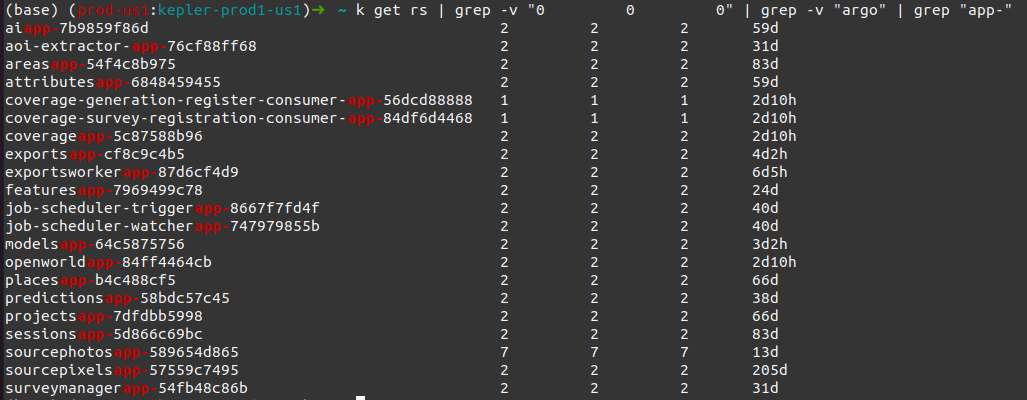 (base) (prod-us1:kepler-prod1-us1)➜  ~ k get rs | grep -v "0         0         0" | grep -v "argo" | grep "app-"
aiapp-7b9859f86d 2 2 2 59d
aoi-extractor-app-76cf88ff68 2 2 2 31d
areasapp-54f4c8b975 2 2 2 83d
attributesapp-6848459455 2 2 2 59d
coverage-generation-register-consumer-app-56dcd88888 1 1 1 2d10h
coverage-survey-registration-consumer-app-84df6d4468 1 1 1 2d10h
coverageapp-5c87588b96 2 2 2 2d10h
exportsapp-cf8c9c4b5 2 2 2 4d2h
exportsworkerapp-87d6cf4d9 2 2 2 6d5h
featuresapp-7969499c78 2 2 2 24d
job-scheduler-triggerapp-8667f7fd4f 2 2 2 40d
job-scheduler-watcherapp-747979855b 2 2 2 40d
modelsapp-64c5875756 2 2 2 3d2h
openworldapp-84ff4464cb 2 2 2 2d10h
placesapp-b4c488cf5 2 2 2 66d
predictionsapp-58bdc57c45 2 2 2 38d
projectsapp-7dfdbb5998 2 2 2 66d
sessionsapp-5d866c69bc 2 2 2 83d
sourcephotosapp-589654d865 7 7 7 13d
sourcepixelsapp-57559c7495 2 2 2 205d
surveymanagerapp-54fb48c86b 2 2 2 31d